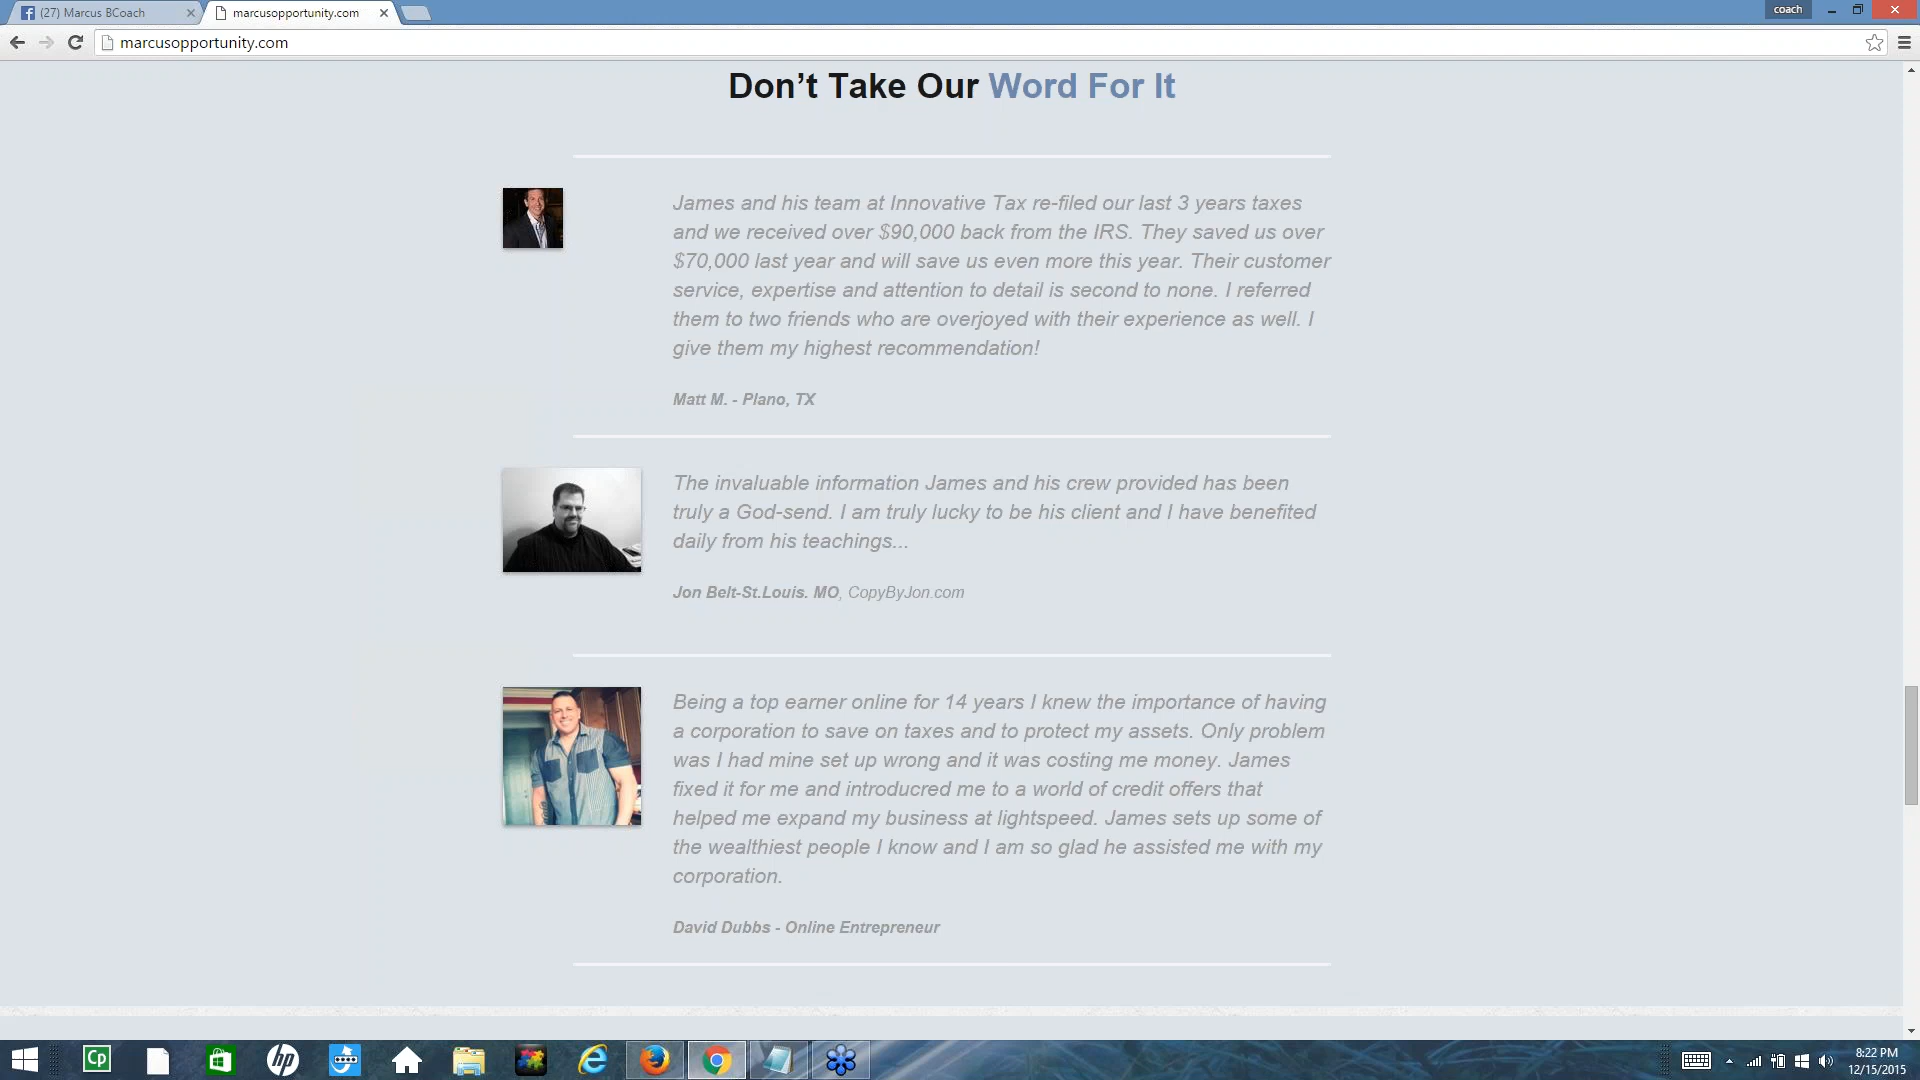 (27) Marcus BCoach
marcusopportunity.com
coach
marcusopportunity.com
Don’t Take Our Word For It
James and his team at Innovative Tax re-filed our last 3 years taxes
and we received over $90,000 back from the IRS. They saved us over
$70,000 last year and will save us even more this year. Their customer
service, expertise and attention to detail is second to none. I referred
them to two friends who are overjoyed with their experience as well. I
give them my highest recommendation!
Matt M. - Plano, TX
The invaluable information James and his crew provided has been
truly a God-send. I am truly lucky to be his client and I have benefited
daily from his teachings...
Jon Belt-St.Louis. MO, CopyByJon.com
Being a top earner online for 14 years I knew the importance of having
a corporation to save on taxes and to protect my assets. Only problem
was I had mine set up wrong and it was costing me money. James
fixed it for me and introducred me to a world of credit offers that
helped me expand my business at lightspeed. James sets up some of
the wealthiest people I know and I am so glad he assisted me with my
corporation.
David Dubbs - Online Entrepreneur
Cp
hp
8:22 PM
12/15/2015